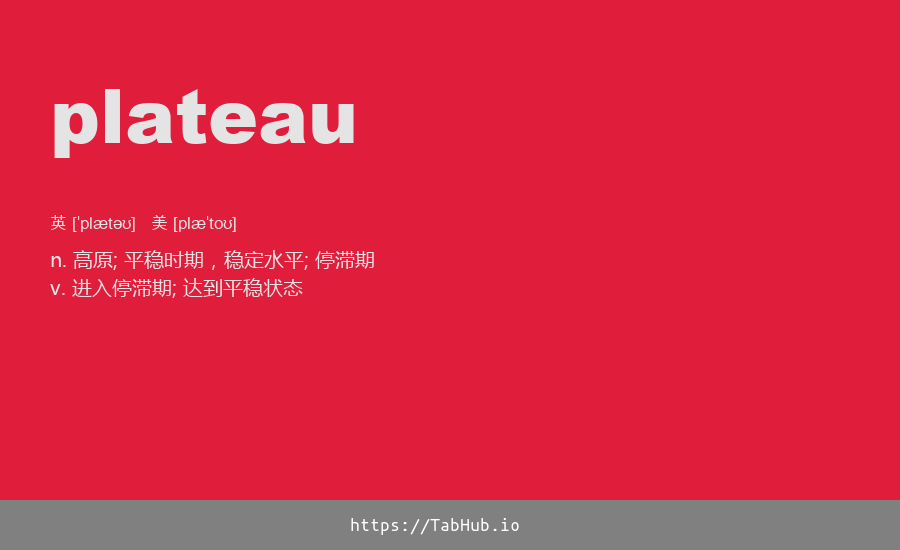 plateau
英 [ˈplætəʊ] 美 [plæˈtoʊ]
n. 高原; 平稳时期，稳定水平; 停滞期
v. 进入停滞期; 达到平稳状态
https://TabHub.io